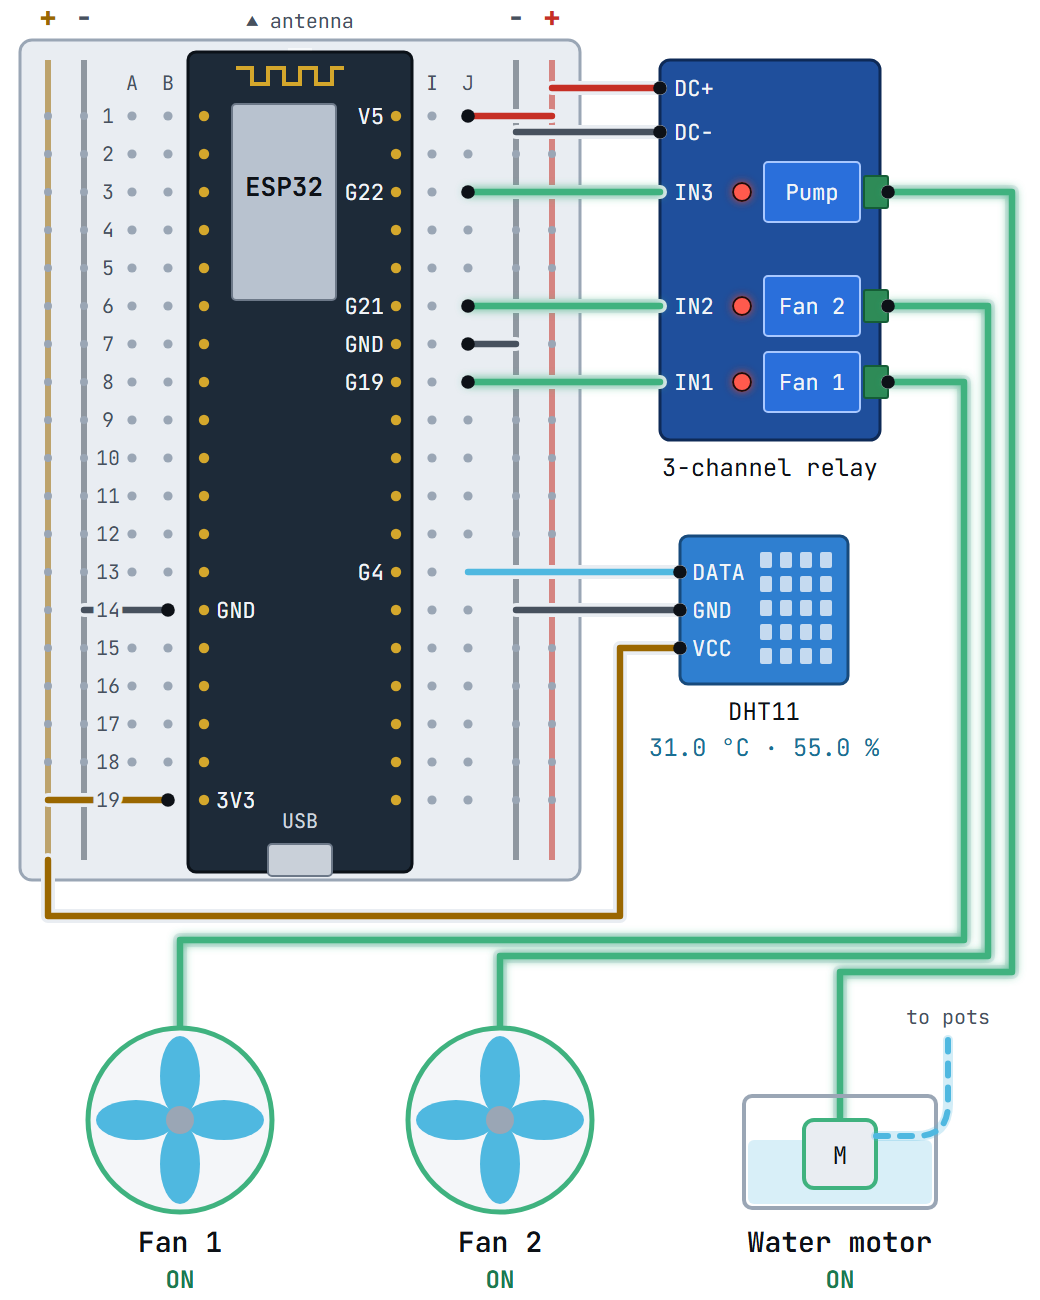 + -
▲ antenna
- +
A B
I J
1
2
3
4
5
6
7
8
9
10
11
12
13
14
15
16
17
18
19
ESP32
V5
G22
G21
GND
G19
G4
GND
3V3
USB
DC+
DC-
IN3 Pump
IN2 Fan 2
IN1 Fan 1
3-channel relay
DATA
GND
VCC
DHT11
31.0 °C · 55.0 %
to pots
M
Fan 1
ON
Fan 2
ON
Water motor
ON